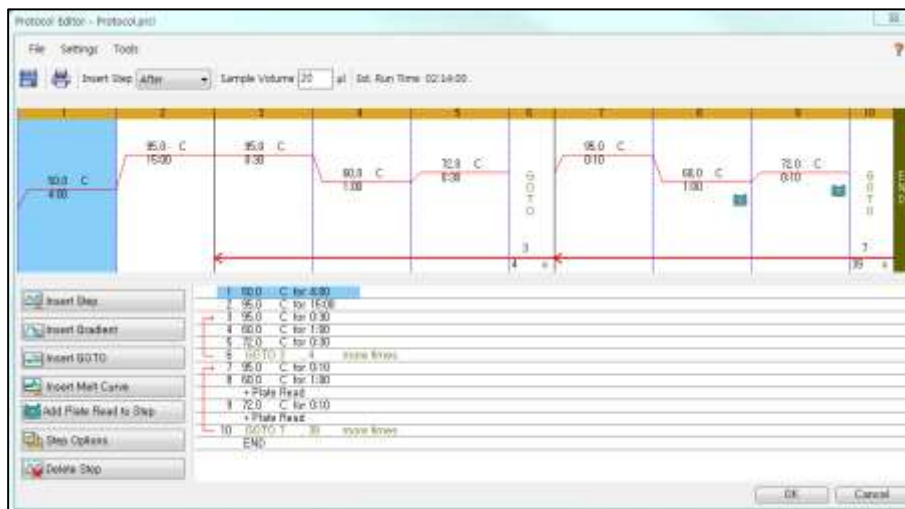 Protocol Editor - Protocol.prcl
File Settings Tools
?
Insert Step After Sample Volume 20 µl Est. Run Time 02:14:00
1 2 3 4 5 6 7 8 9 10
95.0 C 95.0 C 95.0 C
15:00 0:30 0:10
72.0 C 72.0 C
0:30 0:10
60.0 C 60.0 C
1:00 1:00
50.0 C
4:00
GOTO GOTO END
3 7
4 x 39 x
Insert Step
Insert Gradient
Insert GOTO
Insert Melt Curve
Add Plate Read to Step
Step Options
Delete Step
1 50.0 C for 4:00
2 95.0 C for 15:00
3 95.0 C for 0:30
4 60.0 C for 1:00
5 72.0 C for 0:30
6 GOTO 3 , 4 more times
7 95.0 C for 0:10
8 60.0 C for 1:00
+ Plate Read
9 72.0 C for 0:10
+ Plate Read
10 GOTO 7 , 39 more times
END
OK Cancel